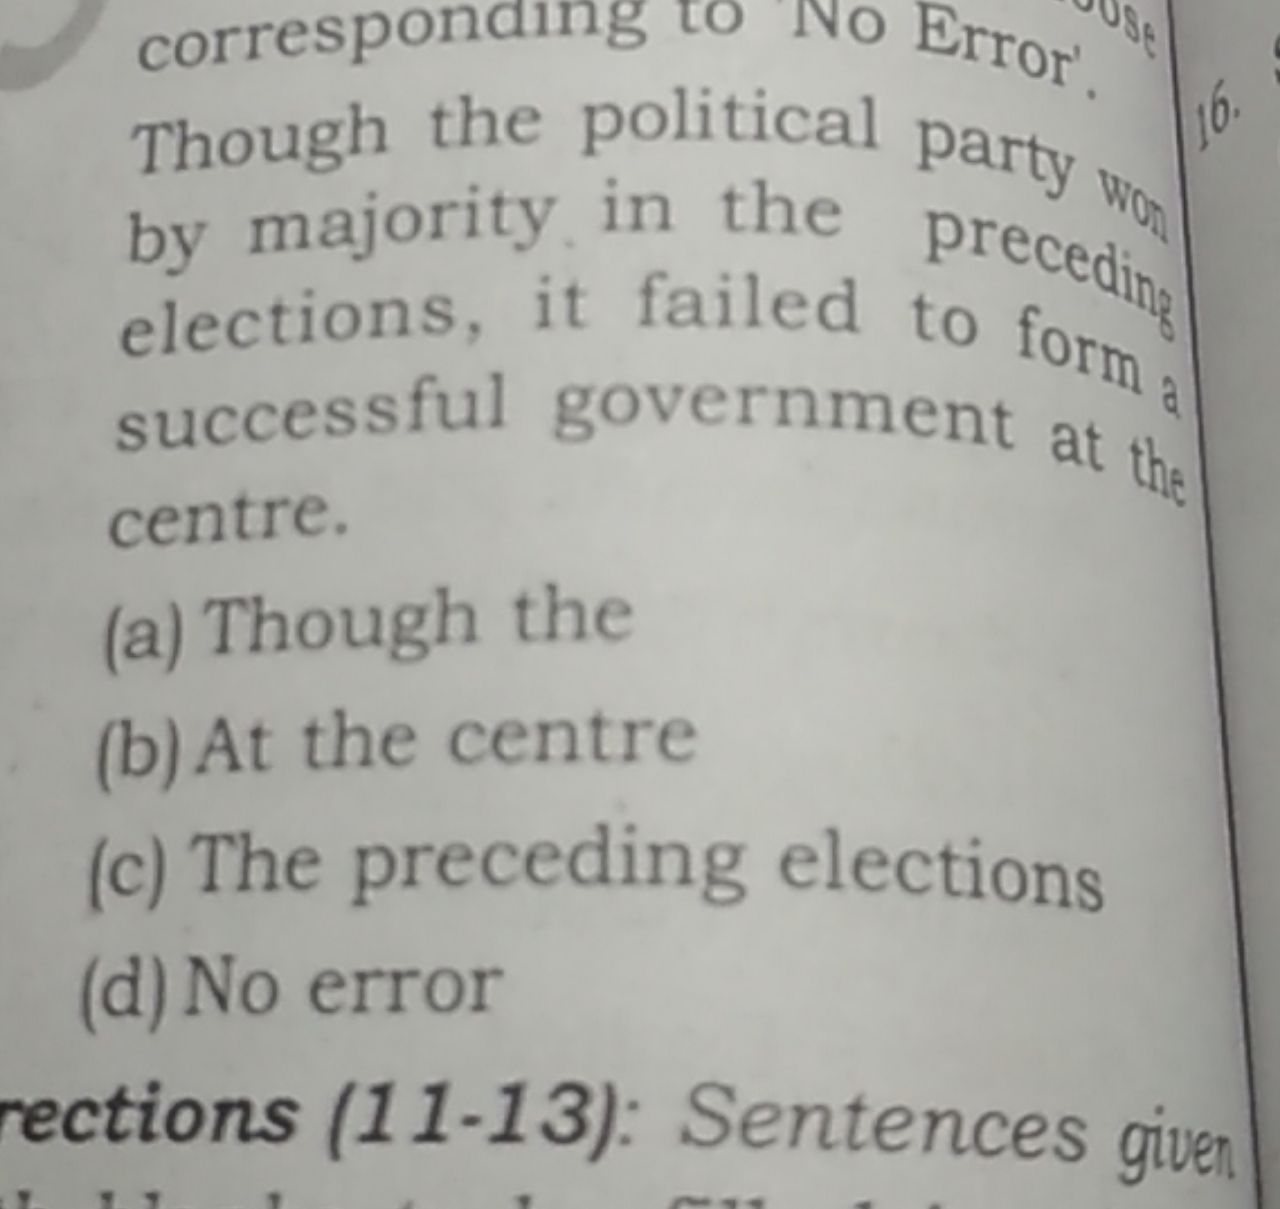 corresponding to 'No Error'.
Though the political party won
by majority in the preceding
elections, it failed to form a
successful government at the
centre.
(a) Though the
(b) At the centre
(c) The preceding elections
(d) No error
rections (11-13): Sentences given
16.